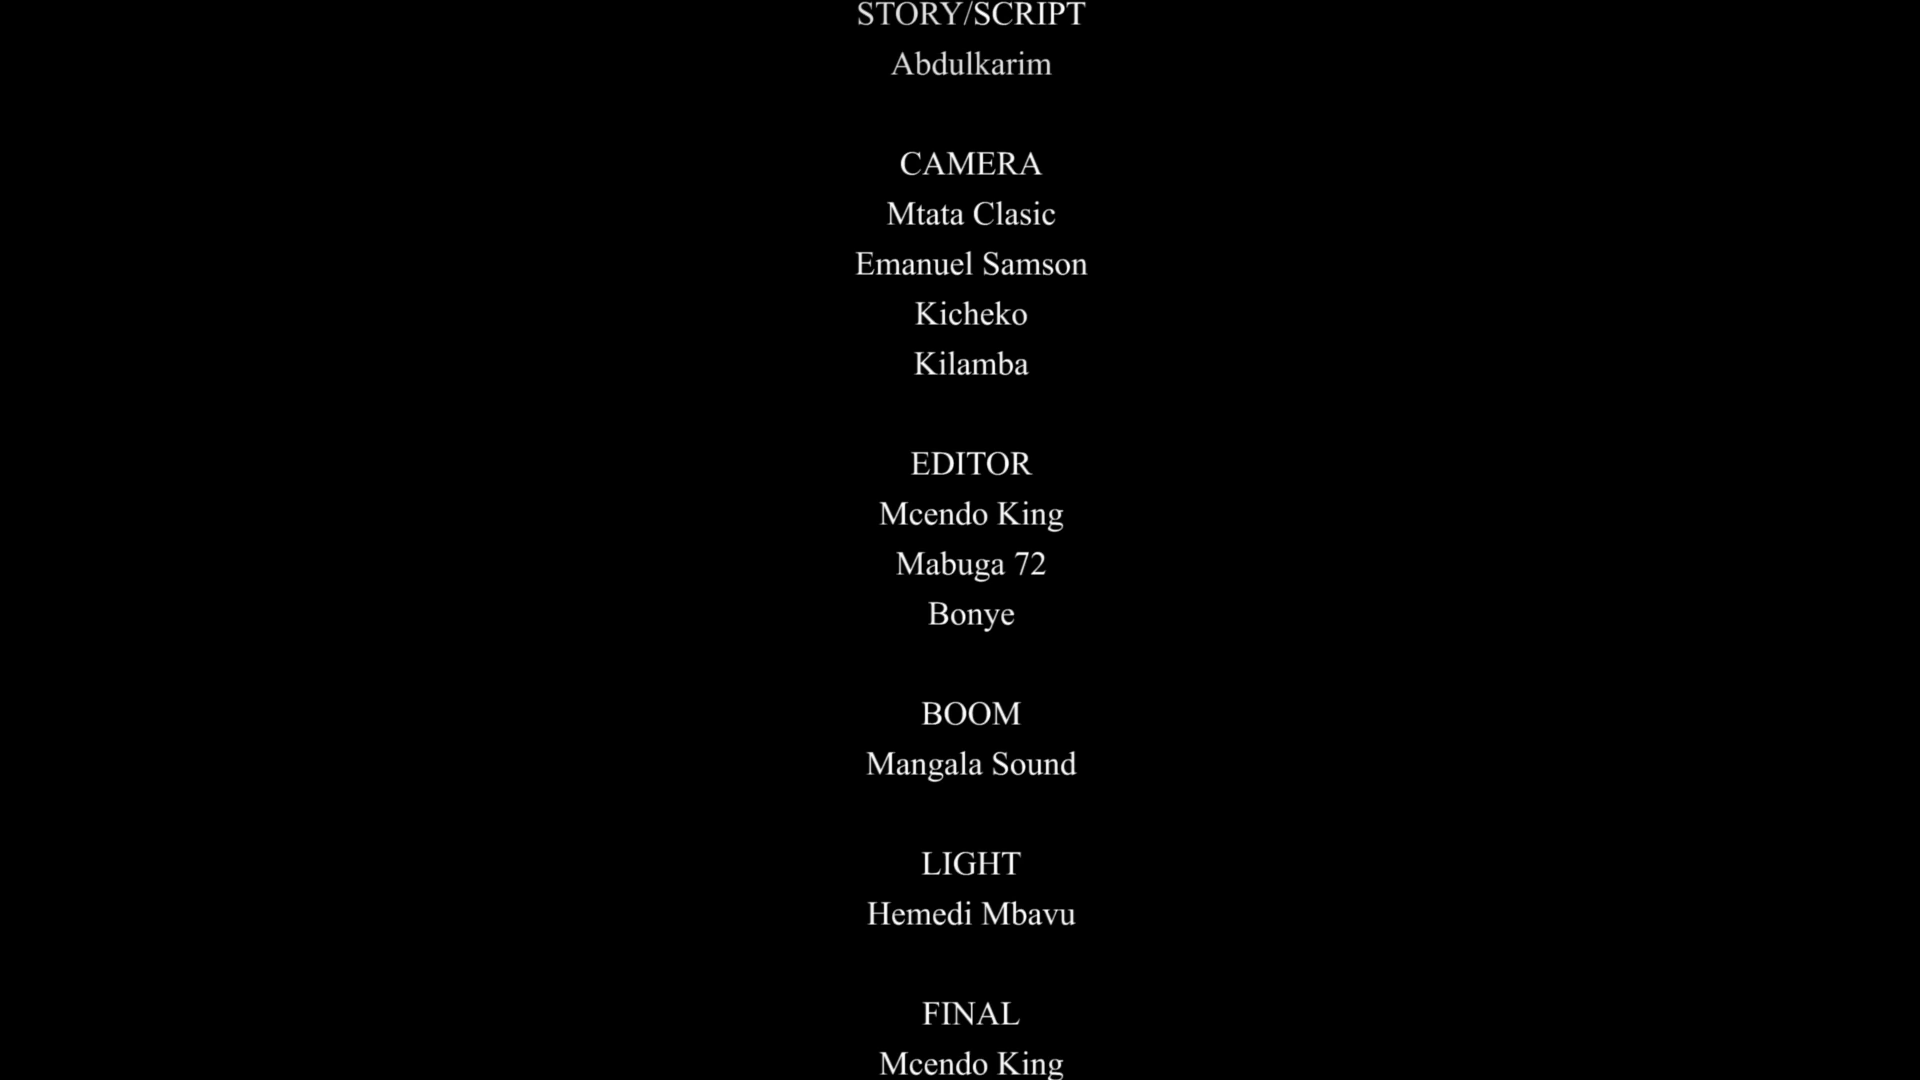 STORY/SCRIPT
Abdulkarim
CAMERA
Mtata Clasic
Emanuel Samson
Kicheko
Kilamba
EDITOR
Mcendo King
Mabuga 72
Bonye
BOOM
Mangala Sound
LIGHT
Hemedi Mbavu
FINAL
Mcendo King